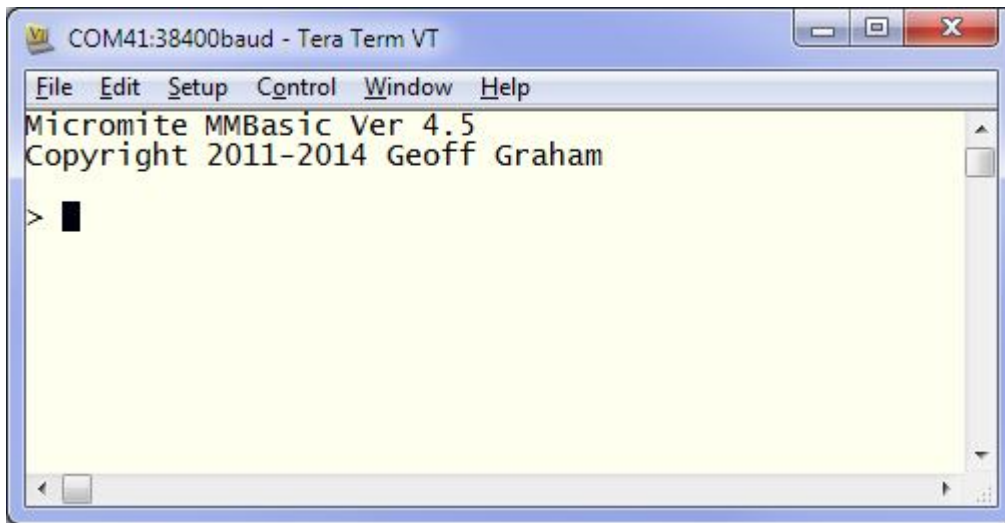 COM41:38400baud - Tera Term VT
File Edit Setup Control Window Help
Micromite MMBasic Ver 4.5
Copyright 2011-2014 Geoff Graham
>